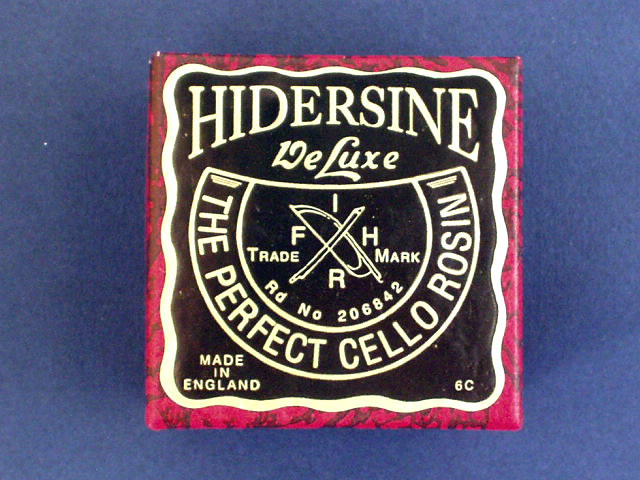 HIDERSINE
DeLuxe
THE PERFECT CELLO ROSIN
I
F H
TRADE MARK
R
Rd No 206842
MADE
IN
ENGLAND
6C